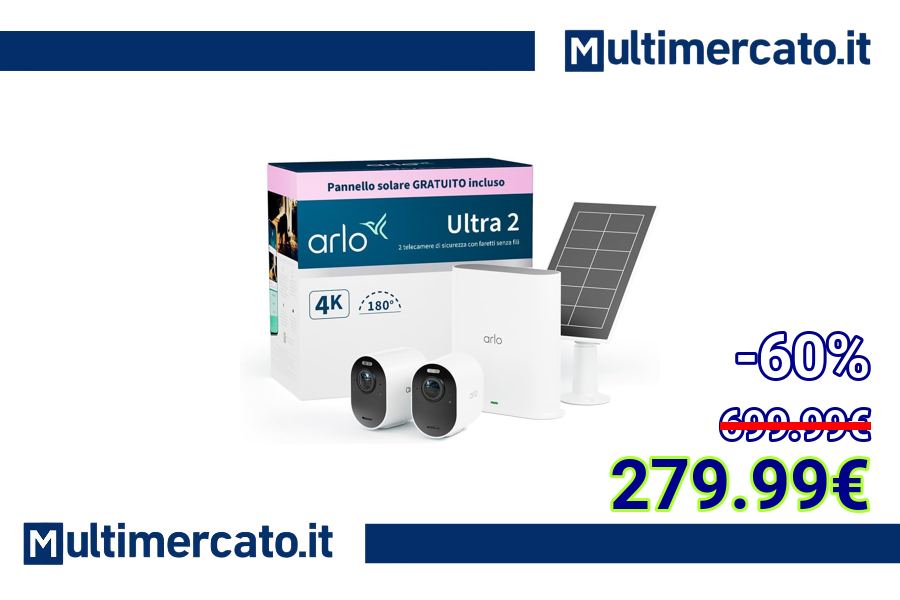 Multimercato.it
Pannello solare GRATUITO incluso
arlo
Ultra 2
2 telecamere di sicurezza con faretti senza fili
4K
180°
arlo
-60%
699.99€
279.99€
Multimercato.it